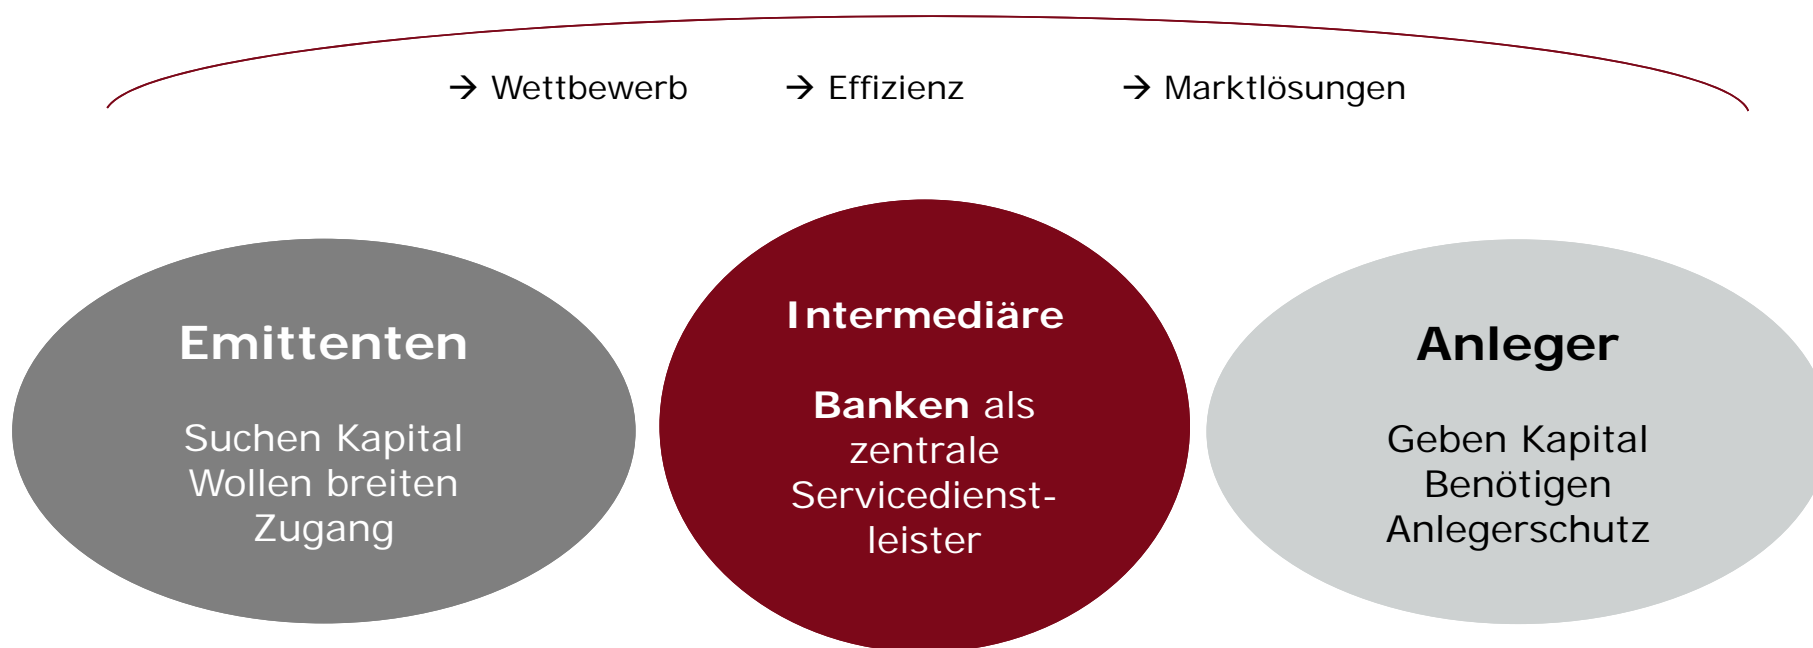 → Wettbewerb → Effizienz → Marktlösungen
Emittenten
Suchen Kapital
Wollen breiten
Zugang
Intermediäre
Banken als
zentrale
Servicedienst-
leister
Anleger
Geben Kapital
Benötigen
Anlegerschutz